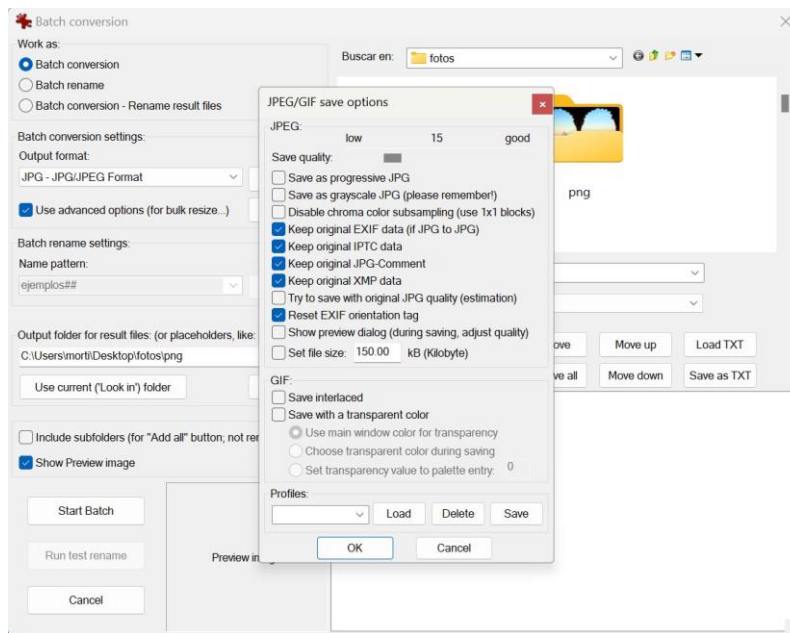 Batch conversion
Work as:
Batch conversion
Batch rename
Batch conversion - Rename result files
Batch conversion settings:
Output format:
JPG - JPG/JPEG Format
Use advanced options (for bulk resize...)
Batch rename settings:
Name pattern:
ejemplos##
Output folder for result files: (or placeholders, like:
C:\Users\morti\Desktop\fotos\png
Use current ('Look in') folder
Include subfolders (for "Add all" button; not
Show Preview image
Start Batch
Run test rename
Cancel
Preview
Buscar en:
fotos
png
Move up
Load TXT
Move down
Save as TXT
JPEG/GIF save options
JPEG:
low 15 good
Save quality:
Save as progressive JPG
Save as grayscale JPG (please remember!)
Disable chroma color subsampling (use 1x1 blocks)
Keep original EXIF data (if JPG to JPG)
Keep original IPTC data
Keep original JPG-Comment
Keep original XMP data
Try to save with original JPG quality (estimation)
Reset EXIF orientation tag
Show preview dialog (during saving, adjust quality)
Set file size: 150.00 kB (Kilobyte)
GIF:
Save interlaced
Save with a transparent color
Use main window color for transparency
Choose transparent color during saving
Set transparency value to palette entry: 0
Profiles:
Load
Delete
Save
OK
Cancel